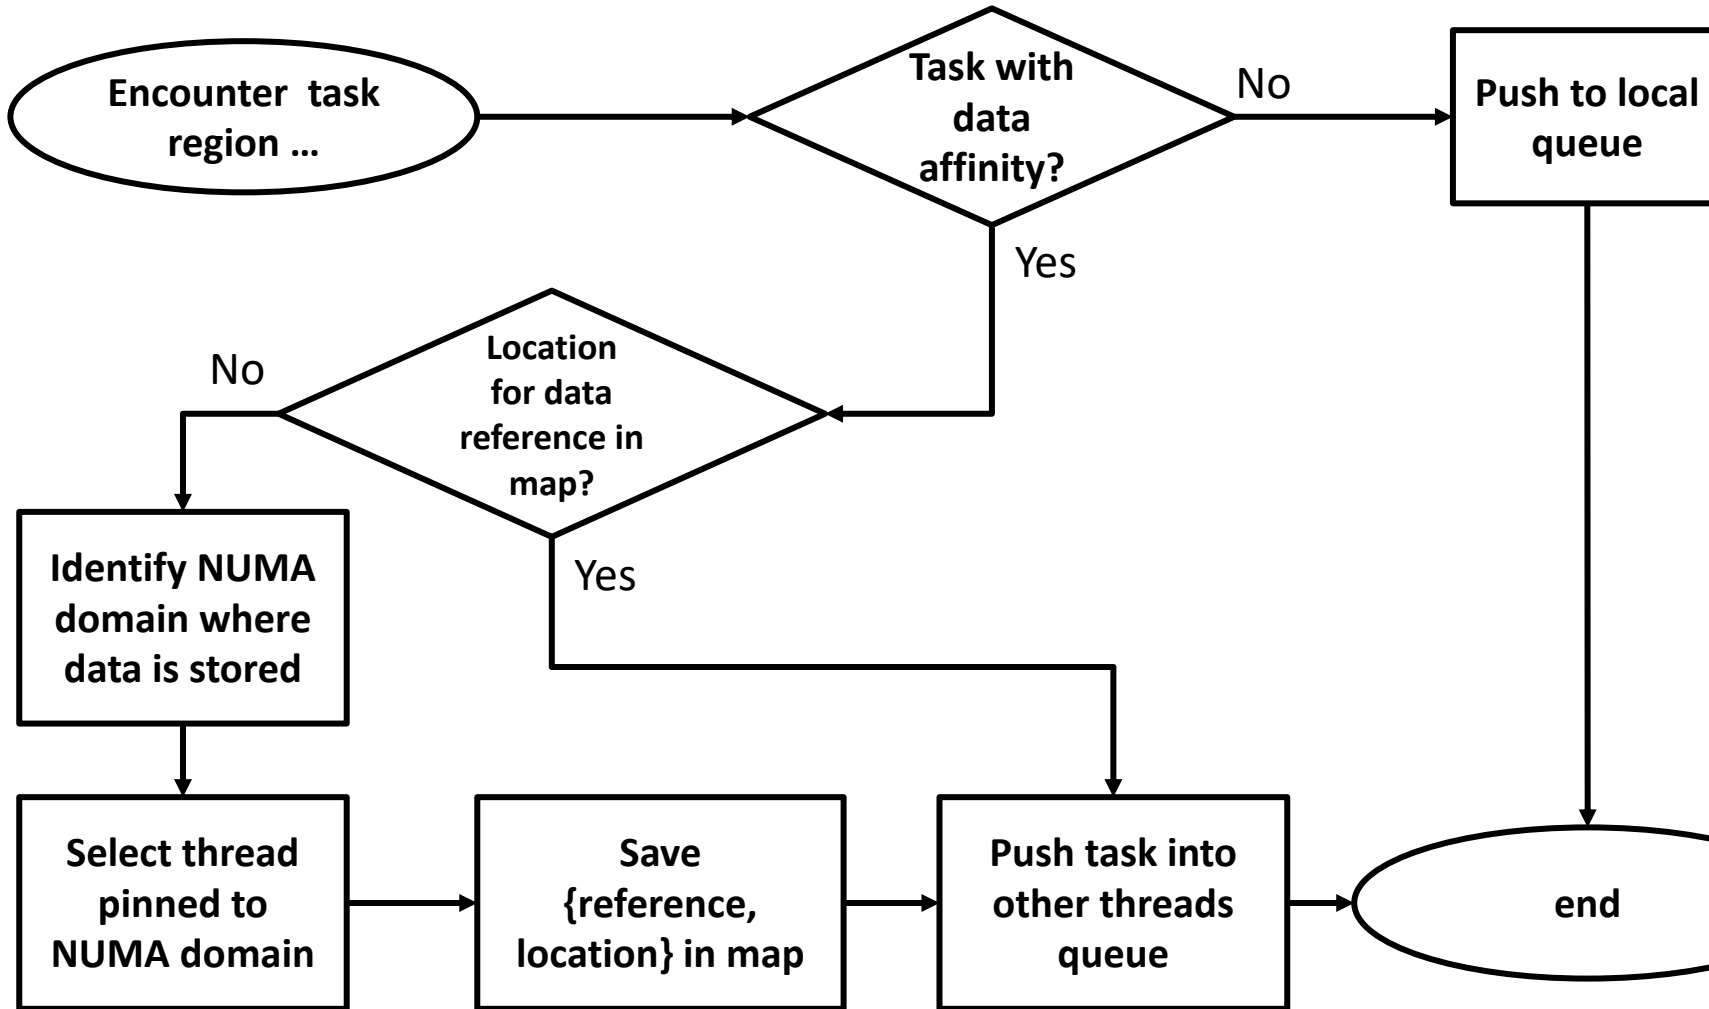 Encounter task
region ...
Task with
data
affinity?
No
Push to local
queue
Yes
Location
for data
reference in
map?
No
Yes
Identify NUMA
domain where
data is stored
Select thread
pinned to
NUMA domain
Save
{reference,
location} in map
Push task into
other threads
queue
end